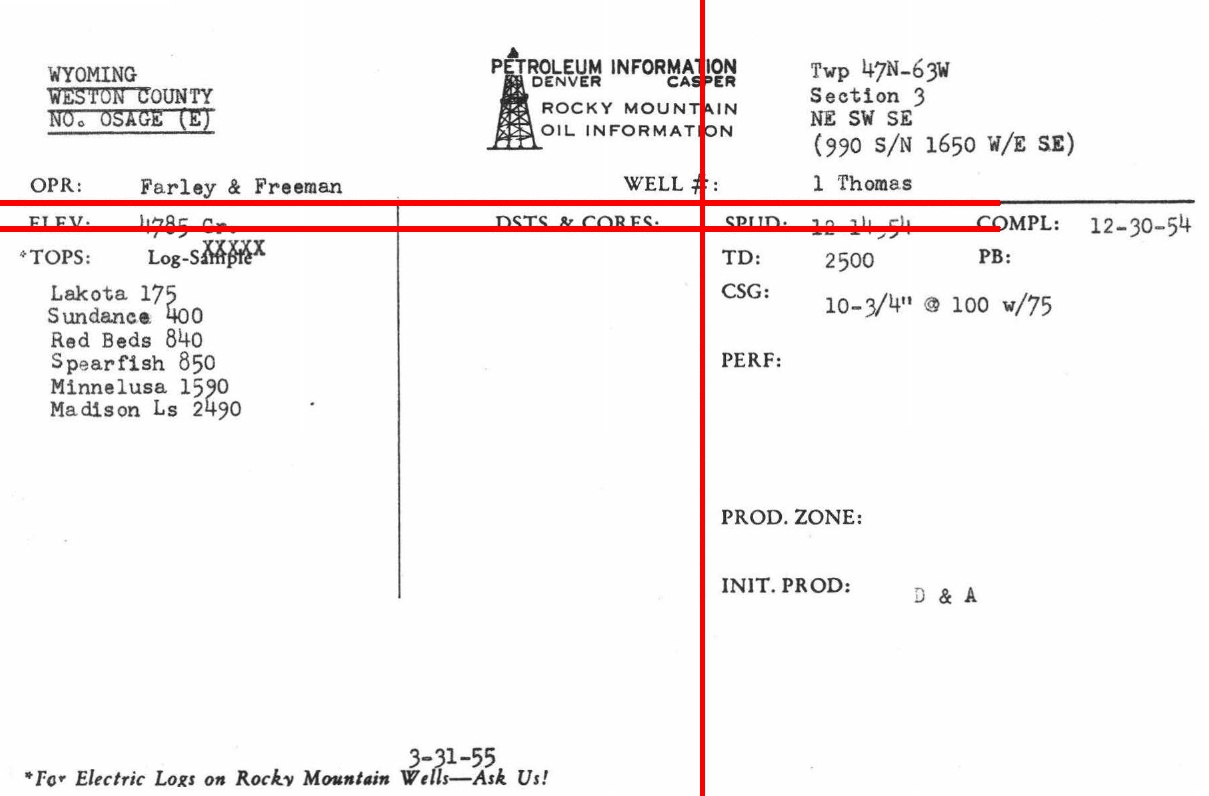 WYOMING
WESTON COUNTY
NO. OSAGE (E)
PETROLEUM INFORMATION
DENVER CASPER
ROCKY MOUNTAIN
OIL INFORMATION
Twp 47N-63W
Section 3
NE SW SE
(990 S/N 1650 W/E SE)
OPR: Farley & Freeman WELL #: 1 Thomas
ELEV: 4785 Gr. DSTS & CORES: SPUD: 12-14-54 COMPL: 12-30-54
*TOPS: Log-Sample XXXXX
TD: 2500 PB:
CSG: 10-3/4" @ 100 w/75
Lakota 175
Sundance 400
Red Beds 840
Spearfish 850
Minnelusa 1590
Madison Ls 2490
PERF:
PROD. ZONE:
INIT. PROD: D & A
3-31-55
*For Electric Logs on Rocky Mountain Wells—Ask Us!